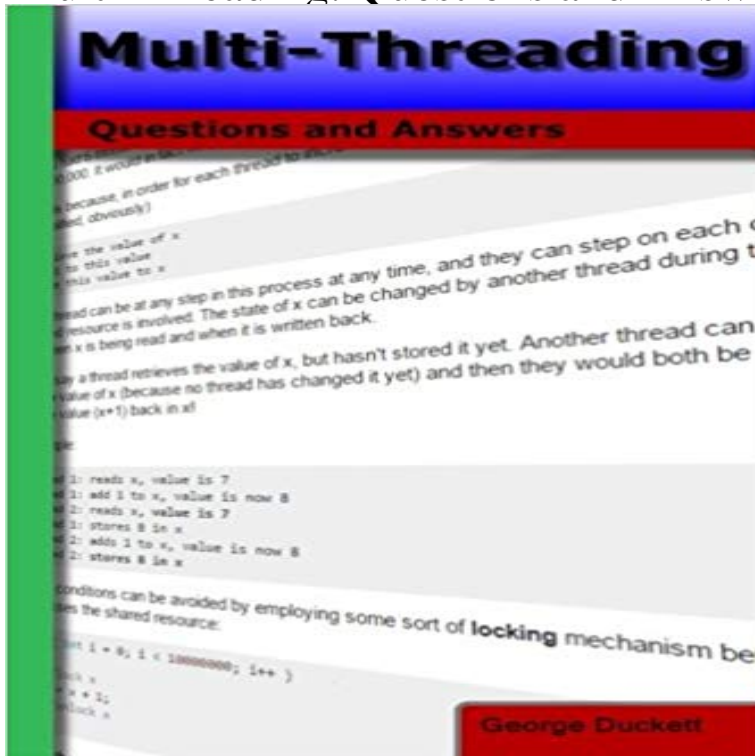 Multi-Threading
Questions and Answers
because, in order for each thread to
obviously)
the value of x
to this value
this value to x
can be at any step in this process at any time, and they can step on each
resource is involved. The state of x can be changed by another thread during
x is being read and when it is written back.
say a thread retrieves the value of x, but hasn't stored it yet. Another thread can
value of x (because no thread has changed it yet) and then they would both be
value (x+1) back in x!
1: reads x, value is 7
1: add 1 to x, value is now 8
2: reads x, value is 7
1: stores 8 in x
2: adds 1 to x, value is now 8
2: stores 8 in x
conditions can be avoided by employing some sort of locking mechanism
the shared resource:
i = 0; i < 10000000; i++ )
x
x + 1;
x
George Duckett